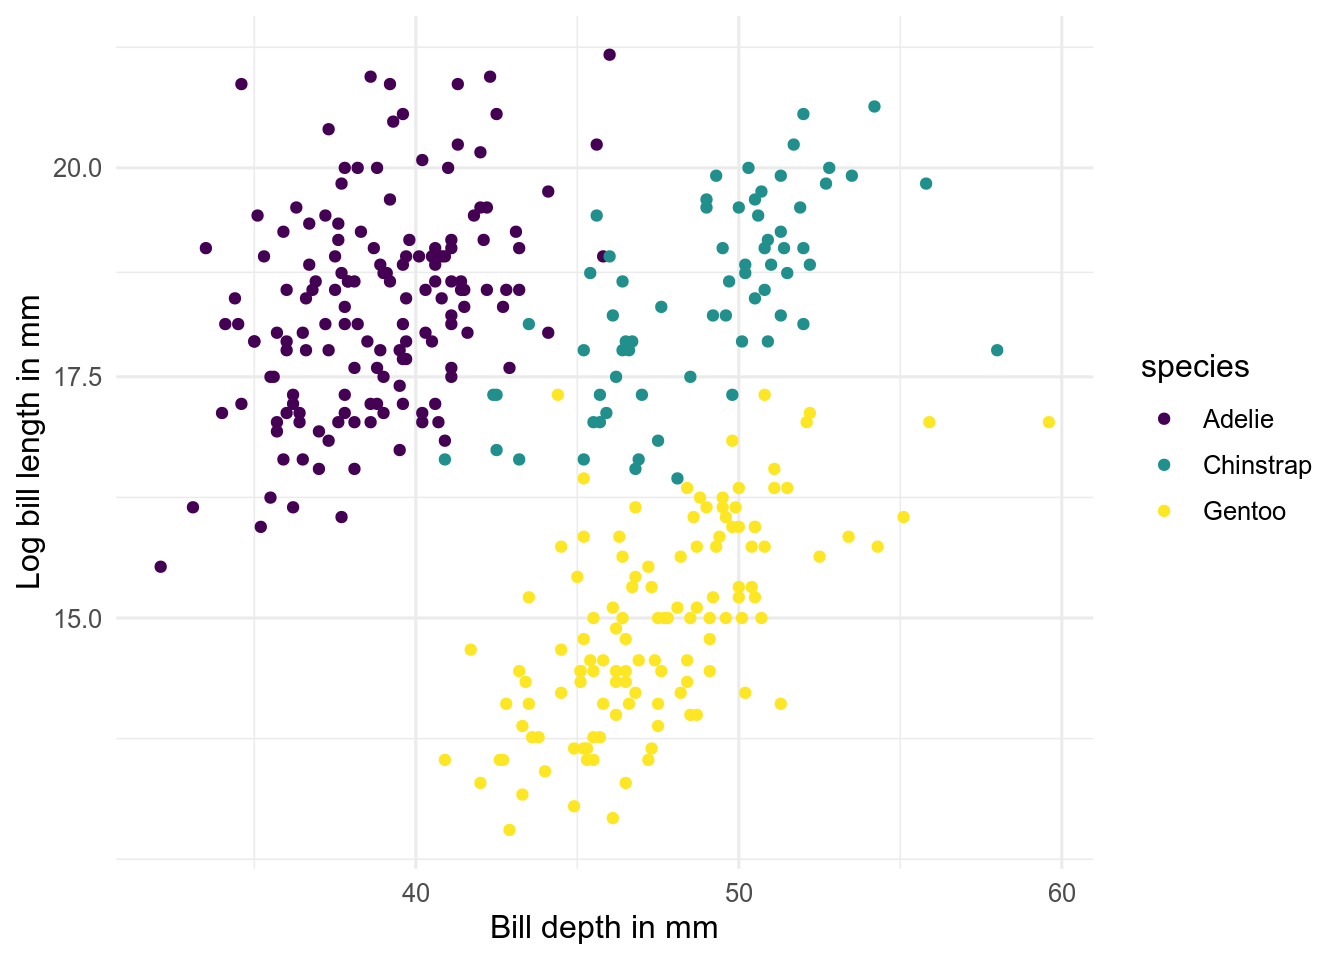 20.0
17.5
15.0
Log bill length in mm
40 50 60
Bill depth in mm
species
Adelie
Chinstrap
Gentoo